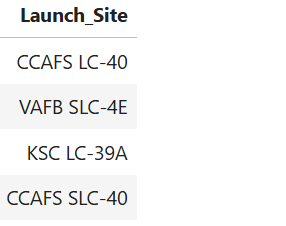 Launch_Site
CCAFS LC-40
VAFB SLC-4E
KSC LC-39A
CCAFS SLC-40